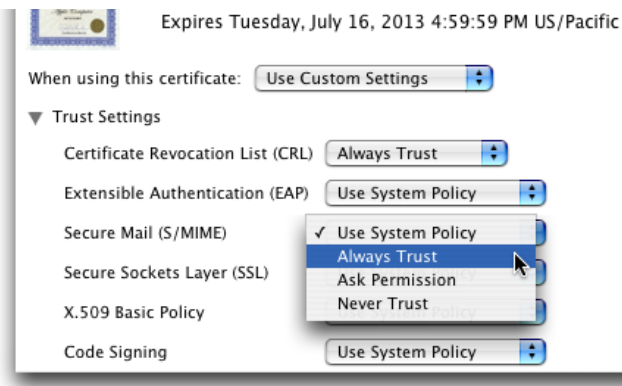 Expires Tuesday, July 16, 2013 4:59:59 PM US/Pacific
When using this certificate: Use Custom Settings
Trust Settings
Certificate Revocation List (CRL) Always Trust
Extensible Authentication (EAP) Use System Policy
Secure Mail (S/MIME) ✓ Use System Policy
Always Trust
Secure Sockets Layer (SSL) Ask Permission
Never Trust
X.509 Basic Policy
Code Signing Use System Policy